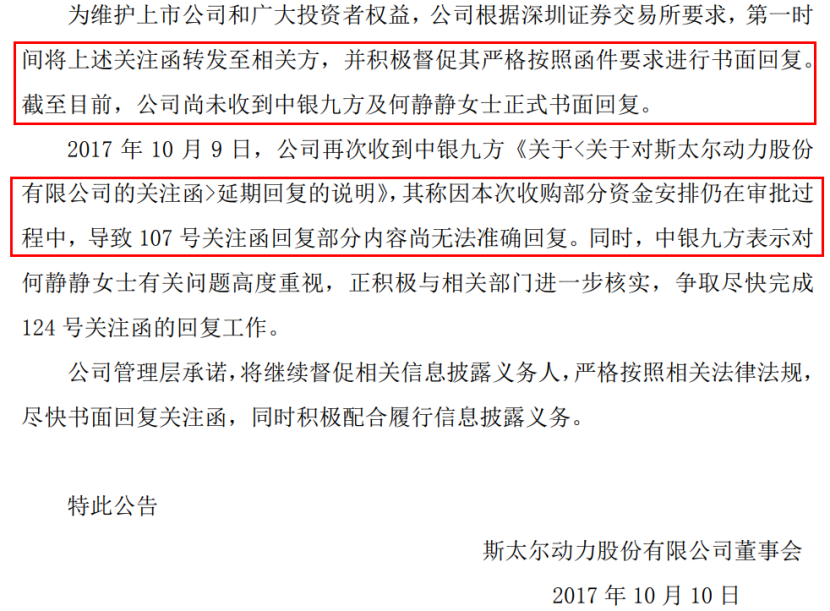 为维护上市公司和广大投资者权益，公司根据深圳证券交易所要求，第一时
间将上述关注函转发至相关方，并积极督促其严格按照函件要求进行书面回复。
截至目前，公司尚未收到中银九方及何静静女士正式书面回复。
2017 年 10 月 9 日，公司再次收到中银九方《关于<关于对斯太尔动力股份
有限公司的关注函>延期回复的说明》，其称因本次收购部分资金安排仍在审批过
程中，导致 107 号关注函回复部分内容尚无法准确回复。同时，中银九方表示对
何静静女士有关问题高度重视，正积极与相关部门进一步核实，争取尽快完成
124 号关注函的回复工作。
公司管理层承诺，将继续督促相关信息披露义务人，严格按照相关法律法规，
尽快书面回复关注函，同时积极配合履行信息披露义务。
特此公告
斯太尔动力股份有限公司董事会
2017 年 10 月 10 日